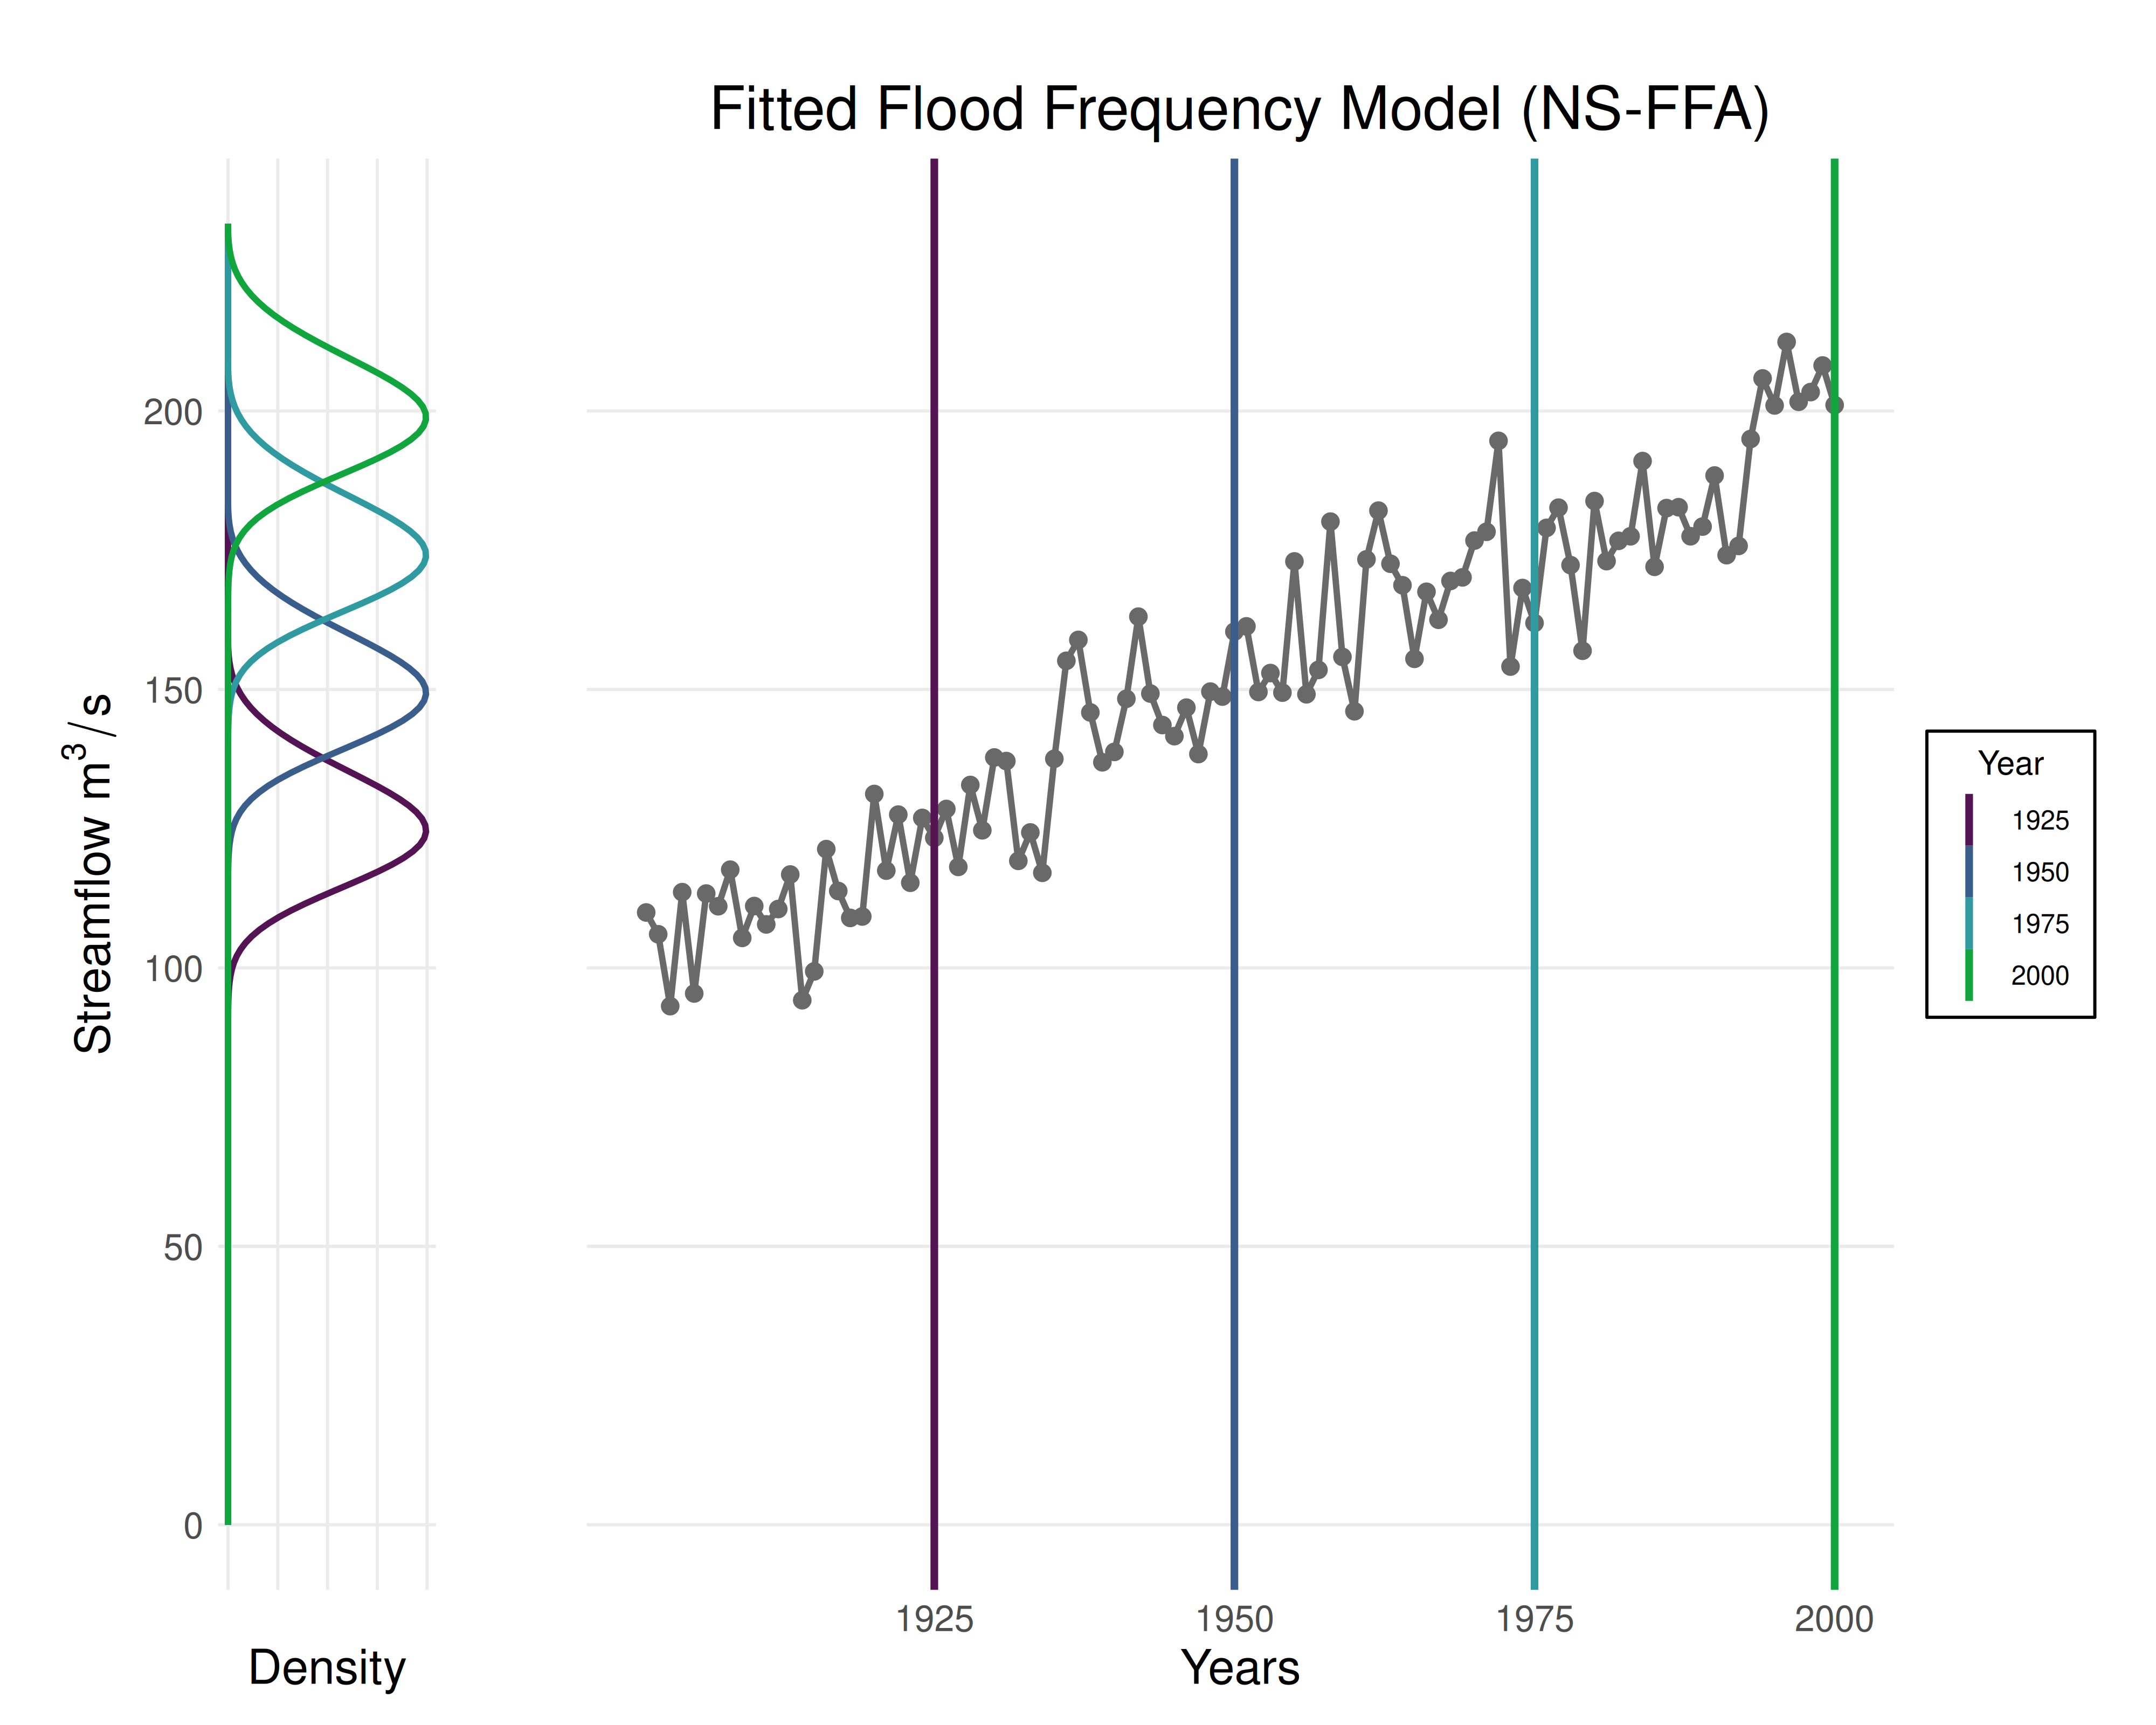 Fitted Flood Frequency Model (NS-FFA)
Streamflow m³/s
200
150
100
50
0
Density
1925
1950
1975
2000
Years
Year
1925
1950
1975
2000